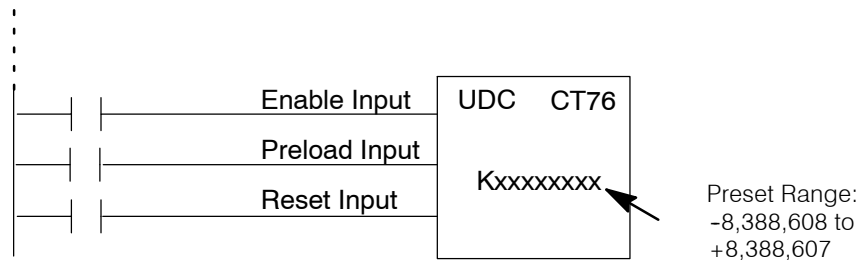 Enable Input
UDC CT76
Preload Input
Kxxxxxxxx
Reset Input
Preset Range:
-8,388,608 to
+8,388,607